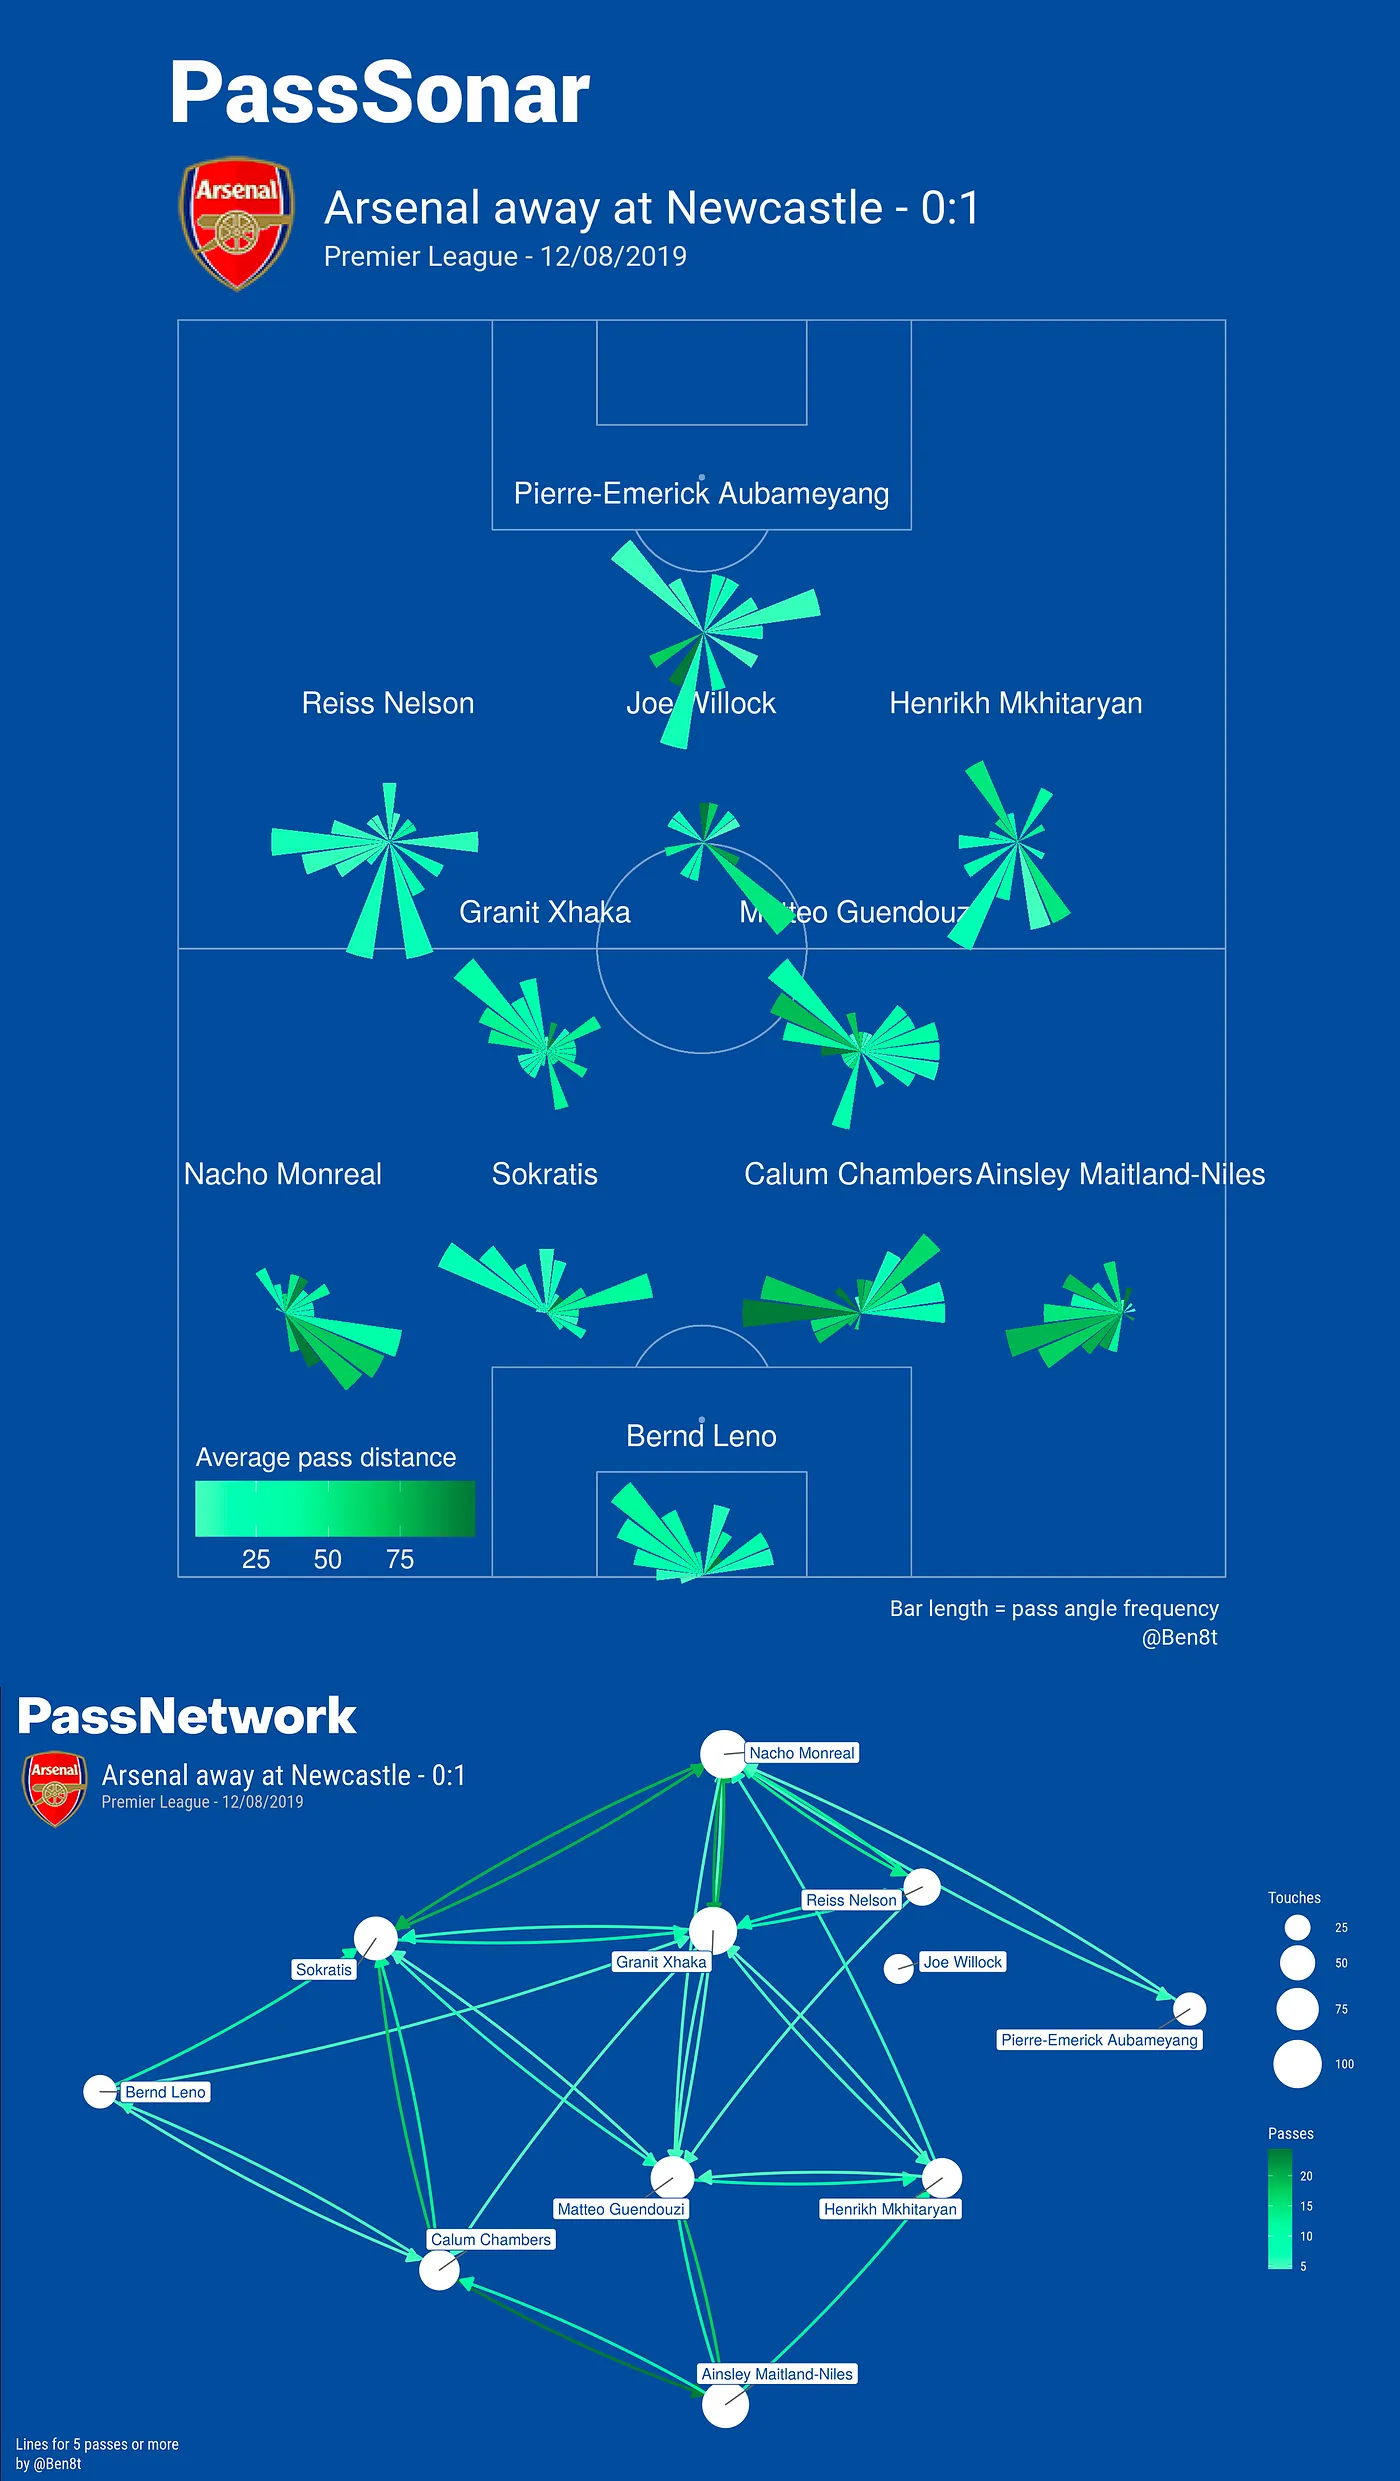 PassSonar
Arsenal
Arsenal away at Newcastle - 0:1
Premier League - 12/08/2019
Pierre-Emerick Aubameyang
Reiss Nelson
Joe Willock
Henrikh Mkhitaryan
Granit Xhaka
Matteo Guendouz
Nacho Monreal
Sokratis
Calum Chambers
Ainsley Maitland-Niles
Bernd Leno
Average pass distance
25 50 75
Bar length = pass angle frequency
@Ben8t
PassNetwork
Arsenal
Arsenal away at Newcastle - 0:1
Premier League - 12/08/2019
Nacho Monreal
Reiss Nelson
Sokratis
Granit Xhaka
Joe Willock
Pierre-Emerick Aubameyang
Bernd Leno
Matteo Guendouzi
Henrikh Mkhitaryan
Calum Chambers
Ainsley Maitland-Niles
Touches
25
50
75
100
Passes
20
15
10
5
Lines for 5 passes or more
by @Ben8t